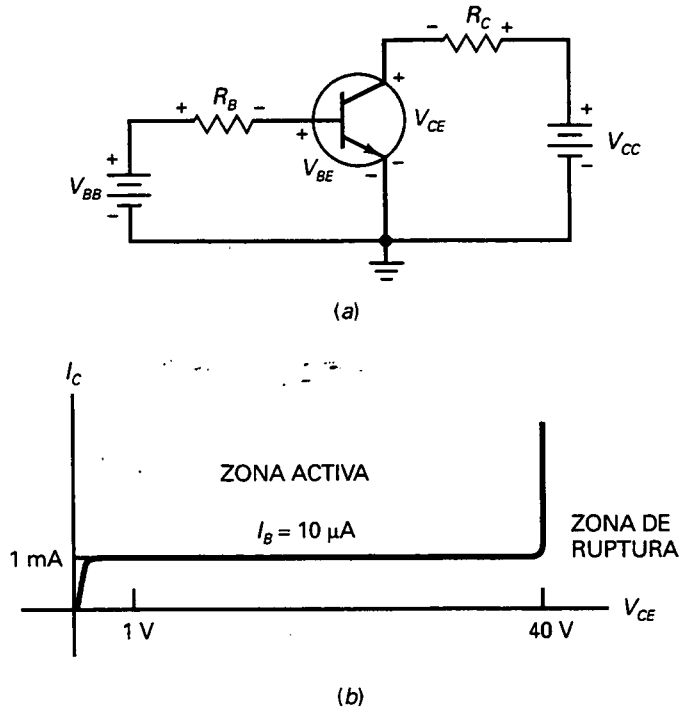 − R_C +
+ R_B −
+
+
V_CE
+
V_BB
−
V_BE
−
−
+
V_CC
−
(a)
I_C
ZONA ACTIVA
I_B = 10 µA
ZONA DE
RUPTURA
1 mA
1 V
40 V
V_CE
(b)